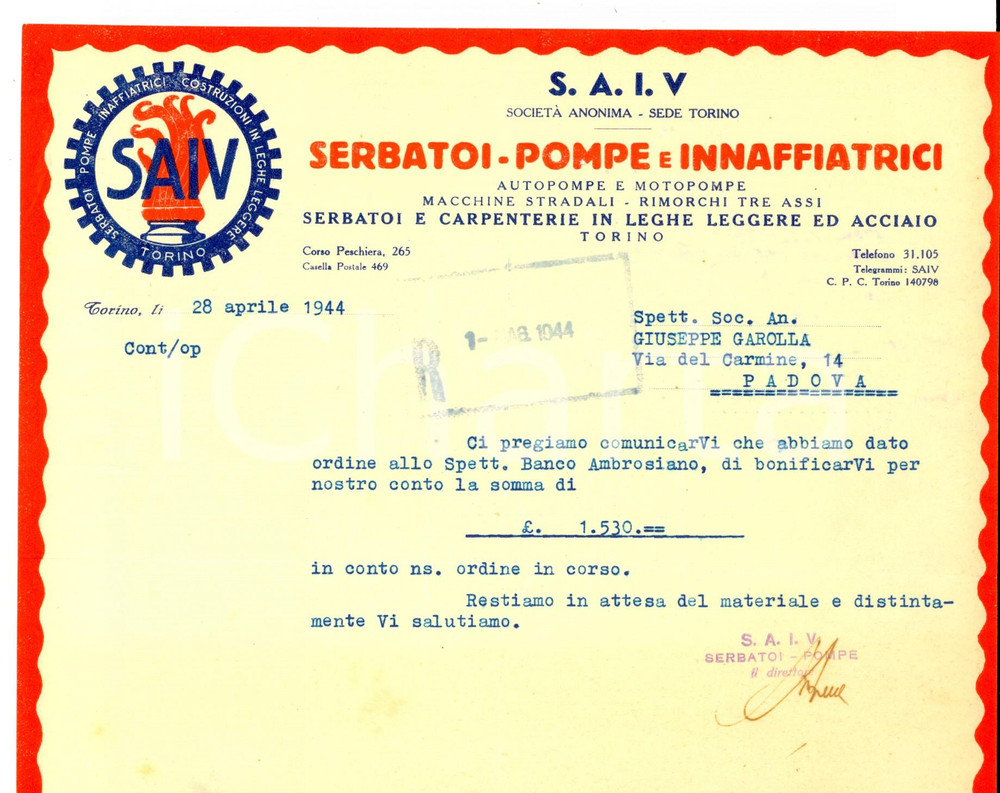 SERBATOI POMPE INAFFIATRICI - COSTRUZIONI IN LEGHE LEGGERE
SAIV
TORINO
S. A. I. V
SOCIETÀ ANONIMA - SEDE TORINO
SERBATOI - POMPE E INNAFFIATRICI
AUTOPOMPE E MOTOPOMPE
MACCHINE STRADALI - RIMORCHI TRE ASSI
SERBATOI E CARPENTERIE IN LEGHE LEGGERE ED ACCIAIO
TORINO
Corso Peschiera, 265
Casella Postale 469
Telefono 31.105
Telegrammi: SAIV
C. P. C. Torino 140798
Torino, li 28 aprile 1944
Cont/op
R 1- 1944
Spett. Soc. An.
GIUSEPPE GAROLLA
Via del Carmine, 14
P A D O V A
iCharta
Ci pregiamo comunicarVi che abbiamo dato
ordine allo Spett. Banco Ambrosiano, di bonificarVi per
nostro conto la somma di
£. 1.530.==
in conto ns. ordine in corso.
Restiamo in attesa del materiale e distinta-
mente Vi salutiamo.
S. A. I. V.
SERBATOI - POMPE
Il direttore